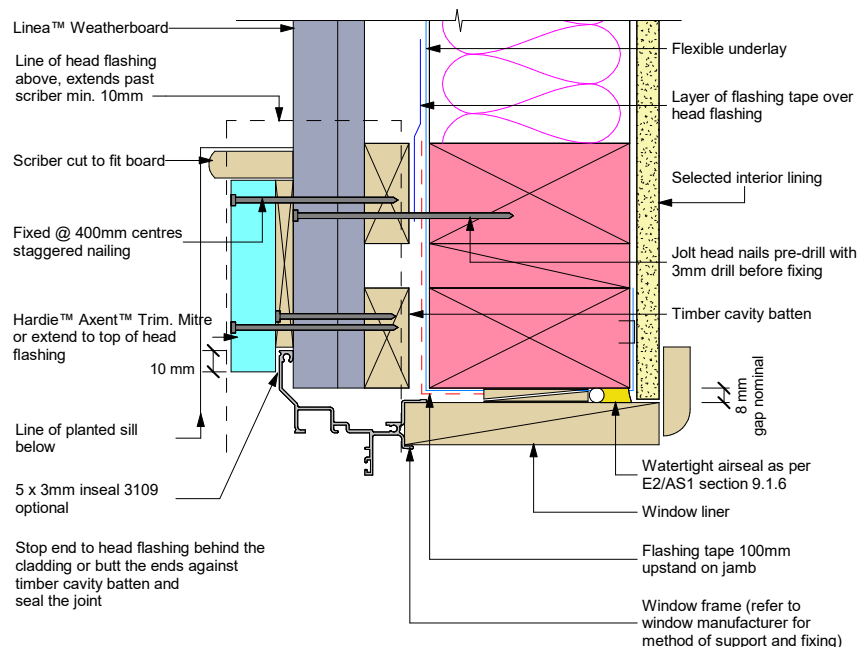 Linea™ Weatherboard
Line of head flashing
above, extends past
scriber min. 10mm
Scriber cut to fit board
Fixed @ 400mm centres
staggered nailing
Hardie™ Axent™ Trim. Mitre
or extend to top of head
flashing
10 mm
Line of planted sill
below
5 x 3mm inseal 3109
optional
Stop end to head flashing behind the
cladding or butt the ends against
timber cavity batten and
seal the joint
Flexible underlay
Layer of flashing tape over
head flashing
Selected interior lining
Jolt head nails pre-drill with
3mm drill before fixing
Timber cavity batten
8 mm
gap nominal
Watertight airseal as per
E2/AS1 section 9.1.6
Window liner
Flashing tape 100mm
upstand on jamb
Window frame (refer to
window manufacturer for
method of support and fixing)